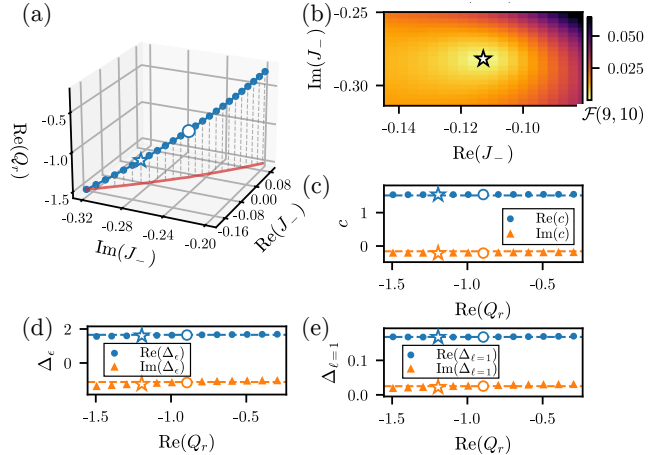 (a)
Re(Q_r)
-0.5
-1.0
-1.5
-0.32
-0.28
-0.24
-0.20
Im(J_−)
-0.16
-0.08
0.00
0.08
Re(J_−)
(b)
Im(J_−)
-0.25
-0.30
-0.14
-0.12
-0.10
Re(J_−)
0.050
0.025
ℱ(9, 10)
(c)
c
1
0
Re(c)
Im(c)
-1.5
-1.0
-0.5
Re(Q_r)
(d)
Δ_ϵ
2
0
Re(Δ_ϵ)
Im(Δ_ϵ)
-1.5
-1.0
-0.5
Re(Q_r)
(e)
Δ_{ℓ=1}
0.1
0.0
Re(Δ_{ℓ=1})
Im(Δ_{ℓ=1})
-1.5
-1.0
-0.5
Re(Q_r)